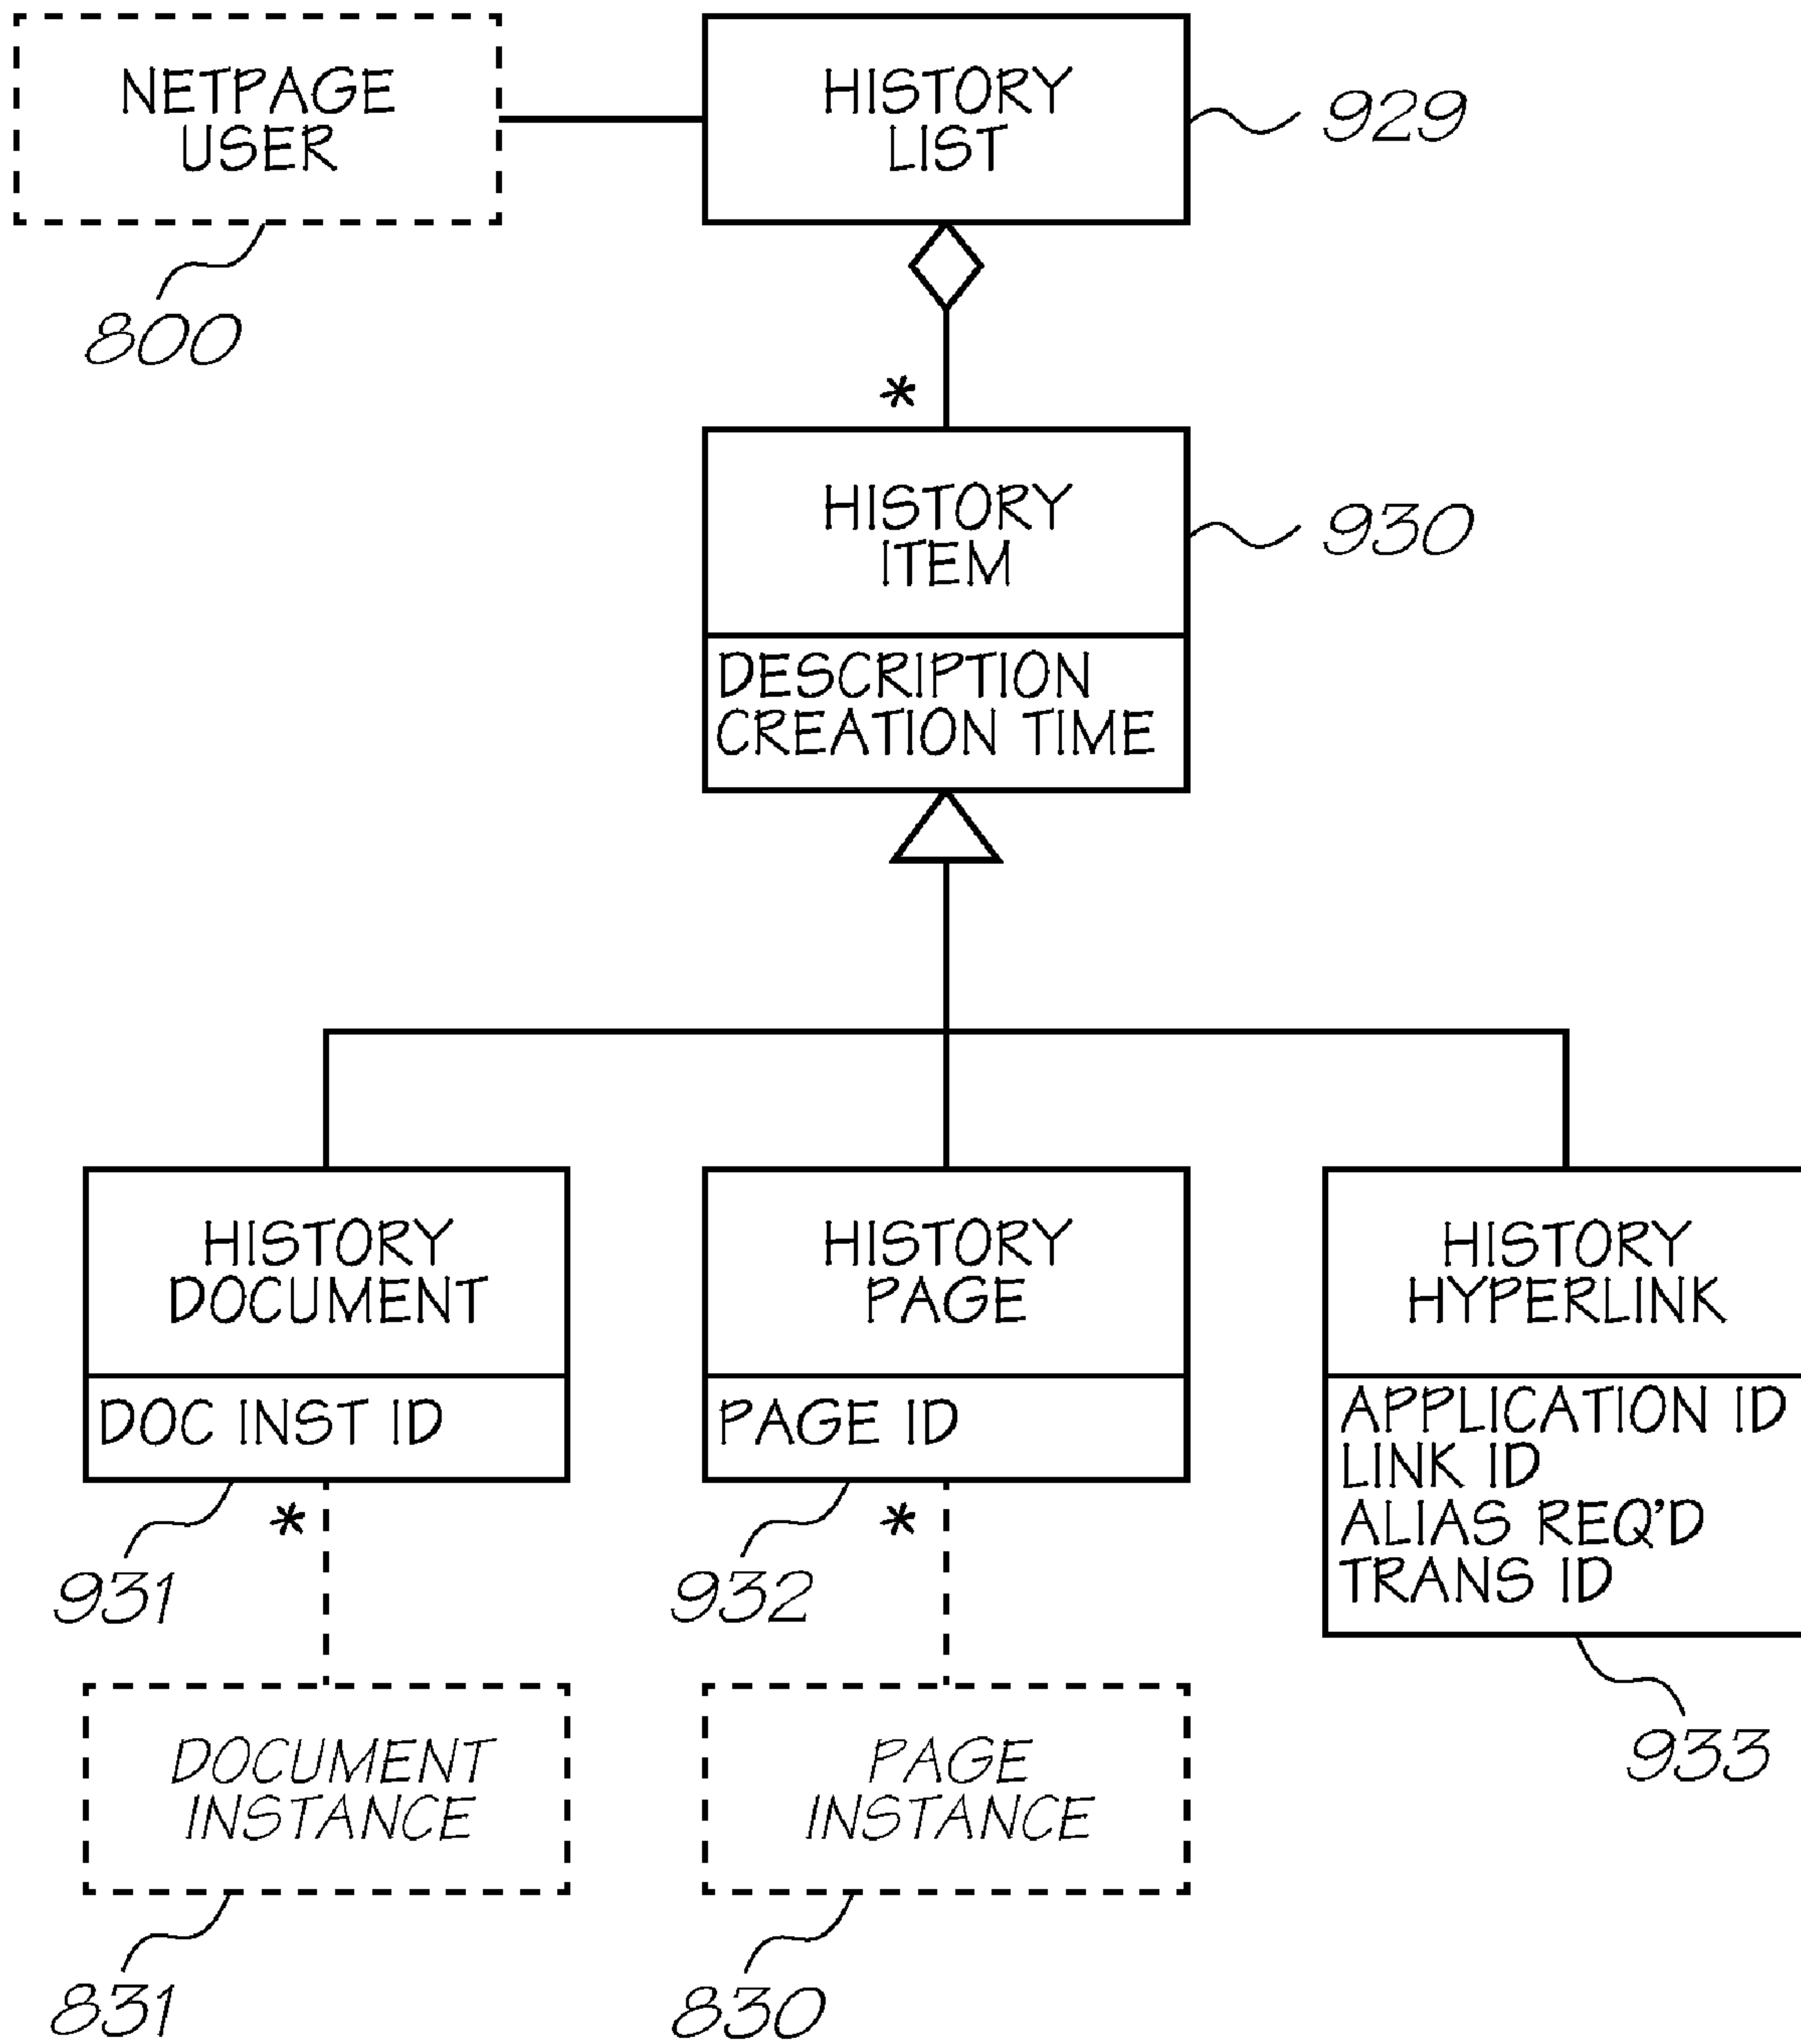 NETPAGE
USER
HISTORY
LIST
929
800
*
HISTORY
ITEM
930
DESCRIPTION
CREATION TIME
HISTORY
DOCUMENT
HISTORY
PAGE
HISTORY
HYPERLINK
DOC INST ID
PAGE ID
APPLICATION ID
LINK ID
ALIAS REQ'D
TRANS ID
*
*
931
932
933
DOCUMENT
INSTANCE
PAGE
INSTANCE
831
830